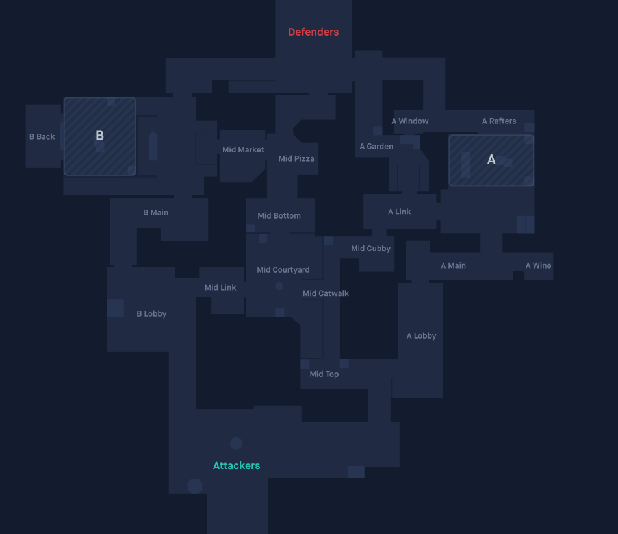 Defenders
A Window
A Rafters
B Back
B
A Garden
Mid Market
Mid Pizza
A
B Main
Mid Bottom
A Link
Mid Cubby
Mid Courtyard
A Main
A Wine
Mid Link
Mid Catwalk
B Lobby
A Lobby
Mid Top
Attackers